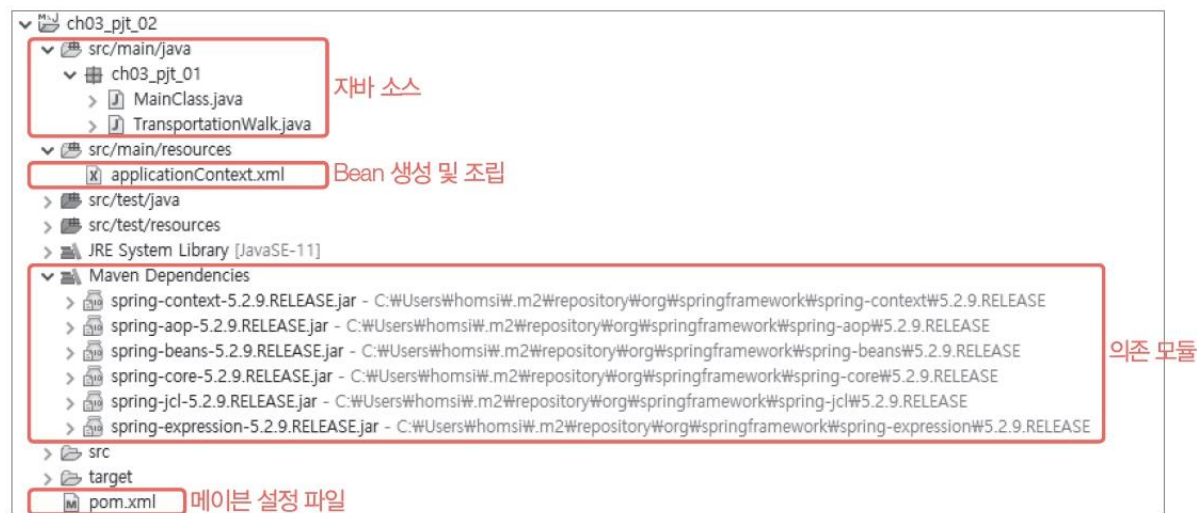 ch03_pjt_02
src/main/java
ch03_pjt_01
MainClass.java
TransportationWalk.java
자바 소스
src/main/resources
applicationContext.xml
Bean 생성 및 조립
src/test/java
src/test/resources
JRE System Library [JavaSE-11]
Maven Dependencies
spring-context-5.2.9.RELEASE.jar - C:₩Users₩homsi₩.m2₩repository₩org₩springframework₩spring-context₩5.2.9.RELEASE
spring-aop-5.2.9.RELEASE.jar - C:₩Users₩homsi₩.m2₩repository₩org₩springframework₩spring-aop₩5.2.9.RELEASE
spring-beans-5.2.9.RELEASE.jar - C:₩Users₩homsi₩.m2₩repository₩org₩springframework₩spring-beans₩5.2.9.RELEASE
spring-core-5.2.9.RELEASE.jar - C:₩Users₩homsi₩.m2₩repository₩org₩springframework₩spring-core₩5.2.9.RELEASE
spring-jcl-5.2.9.RELEASE.jar - C:₩Users₩homsi₩.m2₩repository₩org₩springframework₩spring-jcl₩5.2.9.RELEASE
spring-expression-5.2.9.RELEASE.jar - C:₩Users₩homsi₩.m2₩repository₩org₩springframework₩spring-expression₩5.2.9.RELEASE
의존 모듈
src
target
pom.xml
메이븐 설정 파일